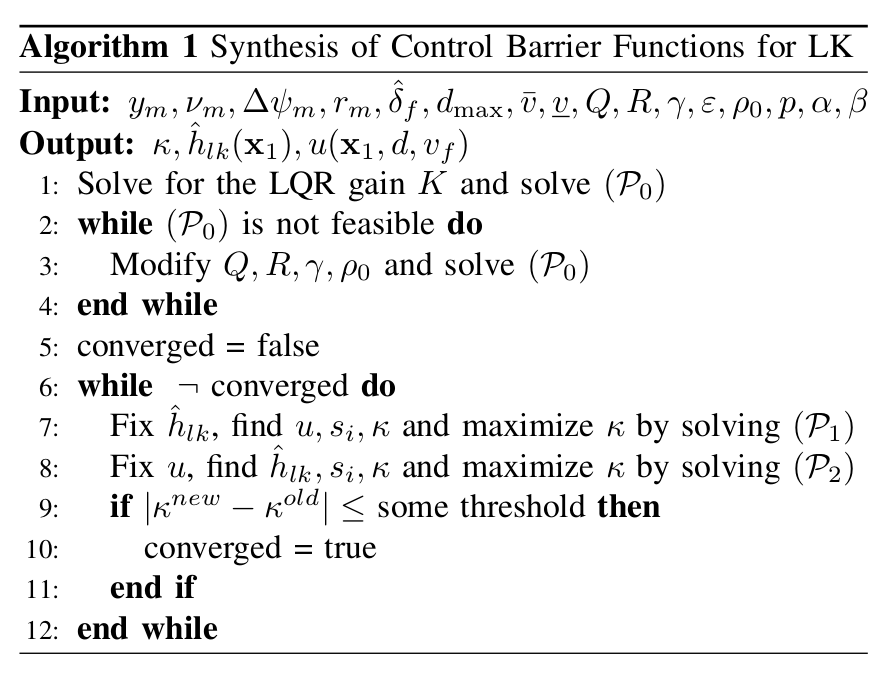 Algorithm 1 Synthesis of Control Barrier Functions for LK
Input: $y_m, \nu_m, \Delta\psi_m, r_m, \hat{\delta}_f, d_{\max}, \bar{v}, \underline{v}, Q, R, \gamma, \varepsilon, \rho_0, p, \alpha, \beta$
Output: $\kappa, \hat{h}_{lk}(\mathbf{x}_1), u(\mathbf{x}_1, d, v_f)$
1: Solve for the LQR gain $K$ and solve $(\mathcal{P}_0)$
2: while $(\mathcal{P}_0)$ is not feasible do
3: Modify $Q, R, \gamma, \rho_0$ and solve $(\mathcal{P}_0)$
4: end while
5: converged = false
6: while ¬ converged do
7: Fix $\hat{h}_{lk}$, find $u, s_i, \kappa$ and maximize $\kappa$ by solving $(\mathcal{P}_1)$
8: Fix $u$, find $\hat{h}_{lk}, s_i, \kappa$ and maximize $\kappa$ by solving $(\mathcal{P}_2)$
9: if $|\kappa^{new} - \kappa^{old}| \leq$ some threshold then
10: converged = true
11: end if
12: end while